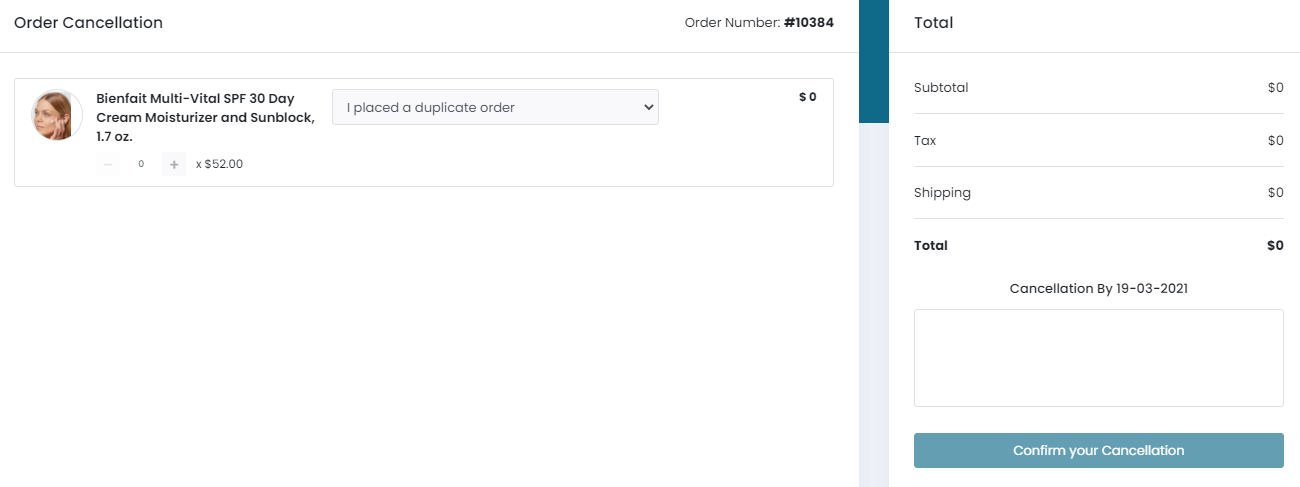 Order Cancellation
Order Number: #10384
Bienfait Multi-Vital SPF 30 Day
Cream Moisturizer and Sunblock,
1.7 oz.
I placed a duplicate order
$ 0
− 0 + x $52.00
Total
Subtotal $0
Tax $0
Shipping $0
Total $0
Cancellation By 19-03-2021
Confirm your Cancellation